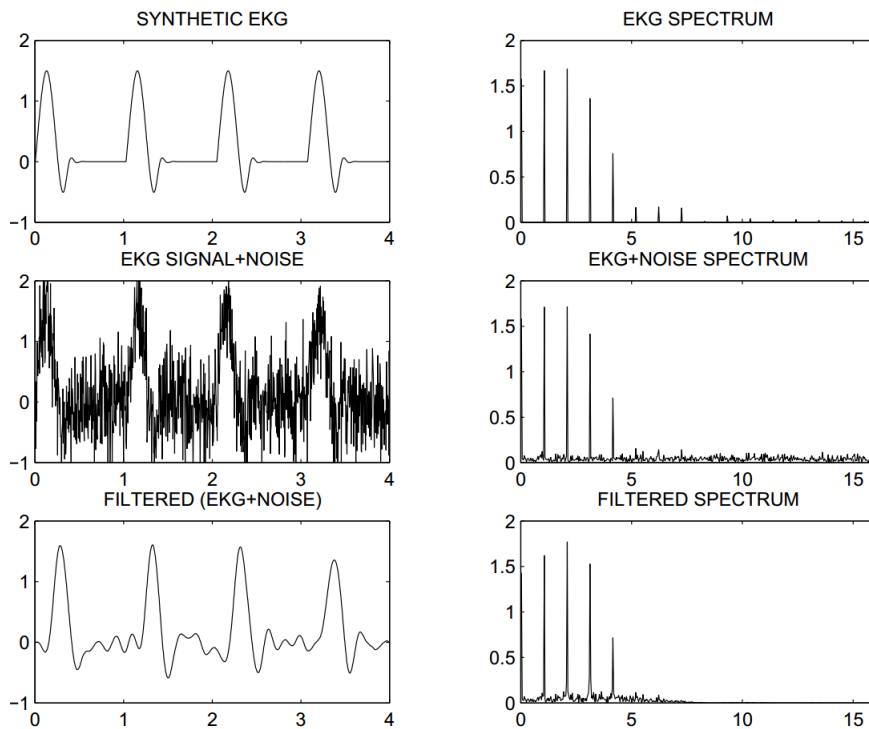 SYNTHETIC EKG
2
1
0
−1
0 1 2 3 4
EKG SPECTRUM
2
1.5
1
0.5
0
0 5 10 15
EKG SIGNAL+NOISE
2
1
0
−1
0 1 2 3 4
EKG+NOISE SPECTRUM
2
1.5
1
0.5
0
0 5 10 15
FILTERED (EKG+NOISE)
2
1
0
−1
0 1 2 3 4
FILTERED SPECTRUM
2
1.5
1
0.5
0
0 5 10 15